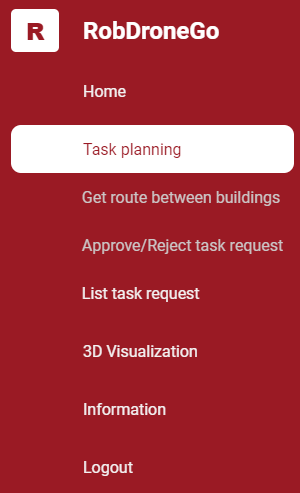 R RobDroneGo
Home
Task planning
Get route between buildings
Approve/Reject task request
List task request
3D Visualization
Information
Logout